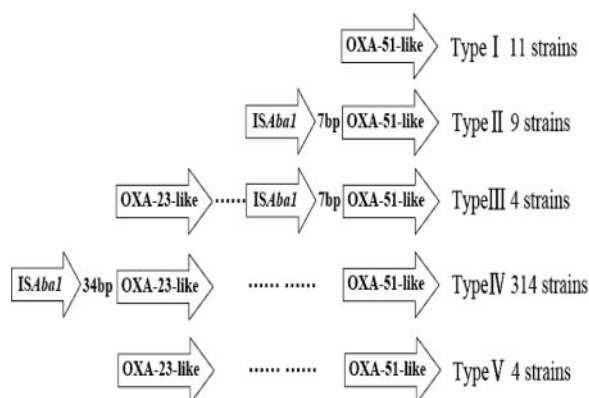 OXA-51-like Type Ⅰ 11 strains
ISAba1 7bp OXA-51-like Type Ⅱ 9 strains
OXA-23-like ...... ISAba1 7bp OXA-51-like TypeⅢ 4 strains
ISAba1 34bp OXA-23-like ...... ...... OXA-51-like TypeⅣ 314 strains
OXA-23-like ...... ...... OXA-51-like Type Ⅴ 4 strains